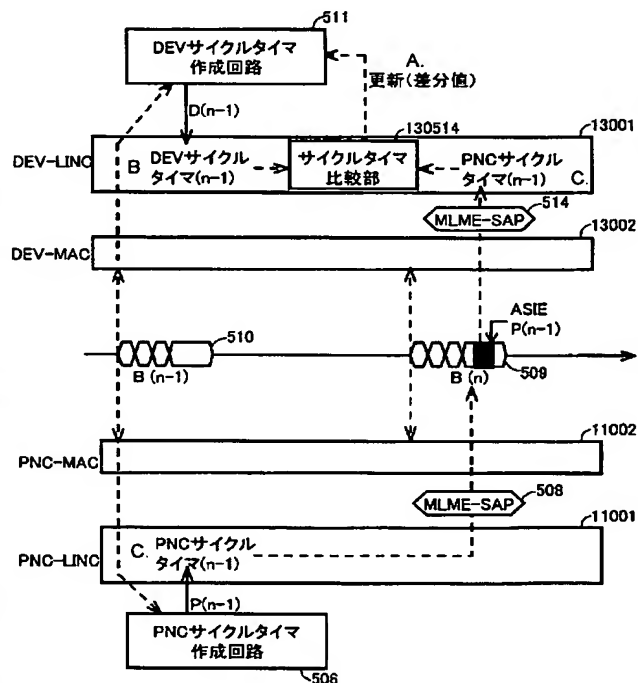 511
DEVサイクルタイマ
作成回路
A.
更新(差分値)
D(n-1)
130514
13001
DEV-LINC
B DEVサイクル
タイマ(n-1)
サイクルタイマ
比較部
PNCサイクル
タイマ(n-1)
C.
514
MLME-SAP
13002
DEV-MAC
ASIE
P(n-1)
510
B (n-1)
B (n)
509
11002
PNC-MAC
MLME-SAP
508
11001
PNC-LINC
C. PNCサイクル
タイマ(n-1)
P(n-1)
PNCサイクルタイマ
作成回路
506